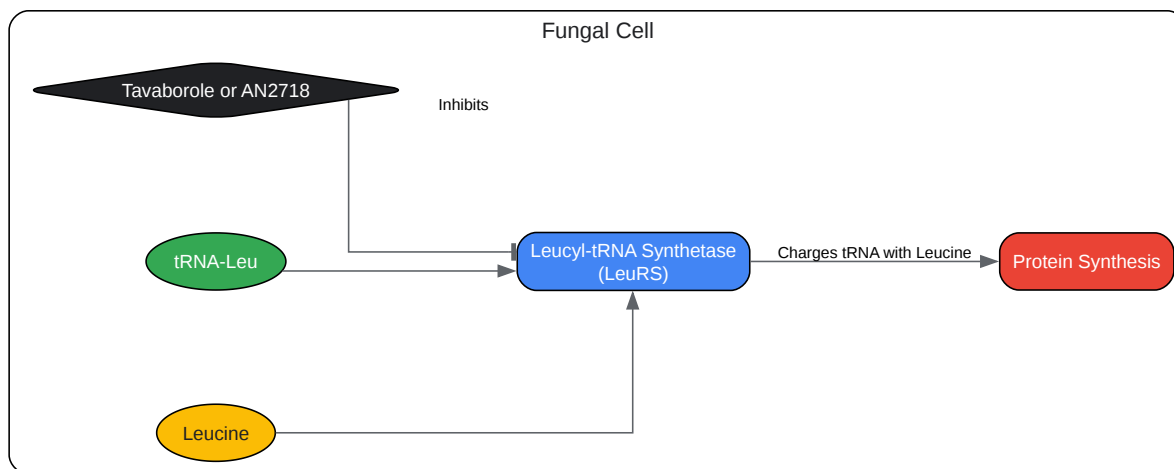 Fungal Cell
Tavaborole or AN2718
Inhibits
tRNA-Leu
Leucyl-tRNA Synthetase
(LeuRS)
Charges tRNA with Leucine
Protein Synthesis
Leucine